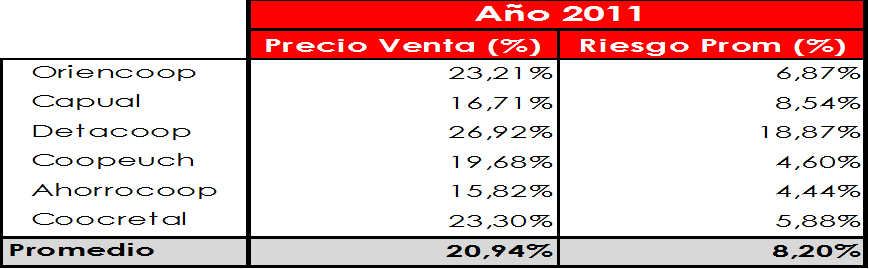 Año 2011
Precio Venta (%) Riesgo Prom (%)
Oriencoop 23,21% 6,87%
Capual 16,71% 8,54%
Detacoop 26,92% 18,87%
Coopeuch 19,68% 4,60%
Ahorrocoop 15,82% 4,44%
Coocretal 23,30% 5,88%
Promedio 20,94% 8,20%